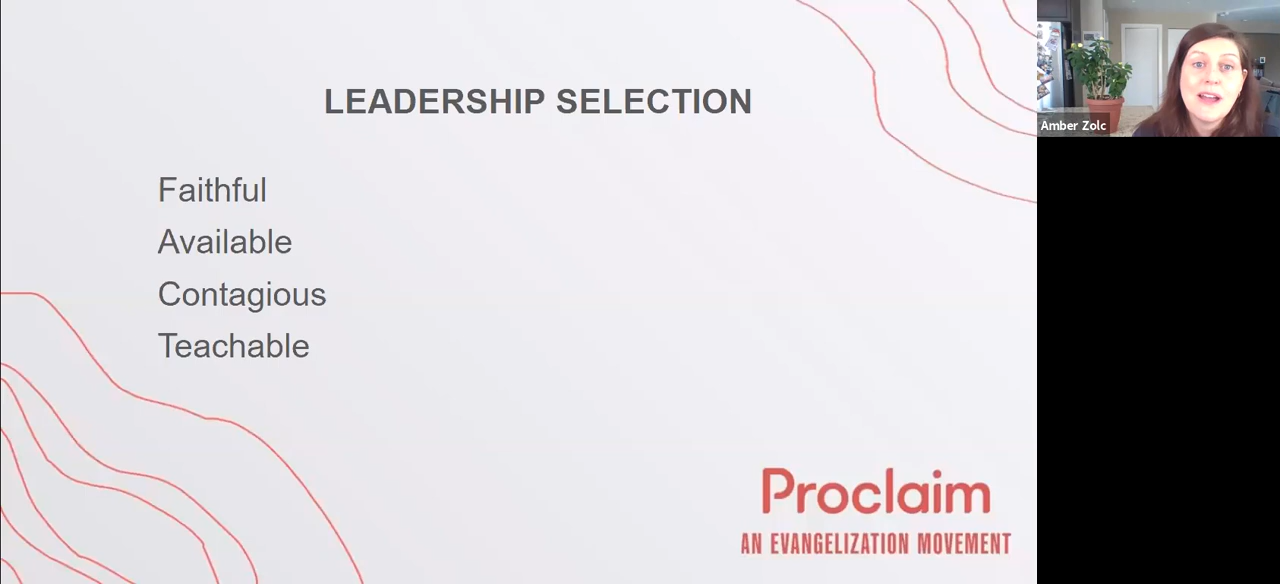 LEADERSHIP SELECTION
Faithful
Available
Contagious
Teachable
Proclaim
AN EVANGELIZATION MOVEMENT
Amber Zolc